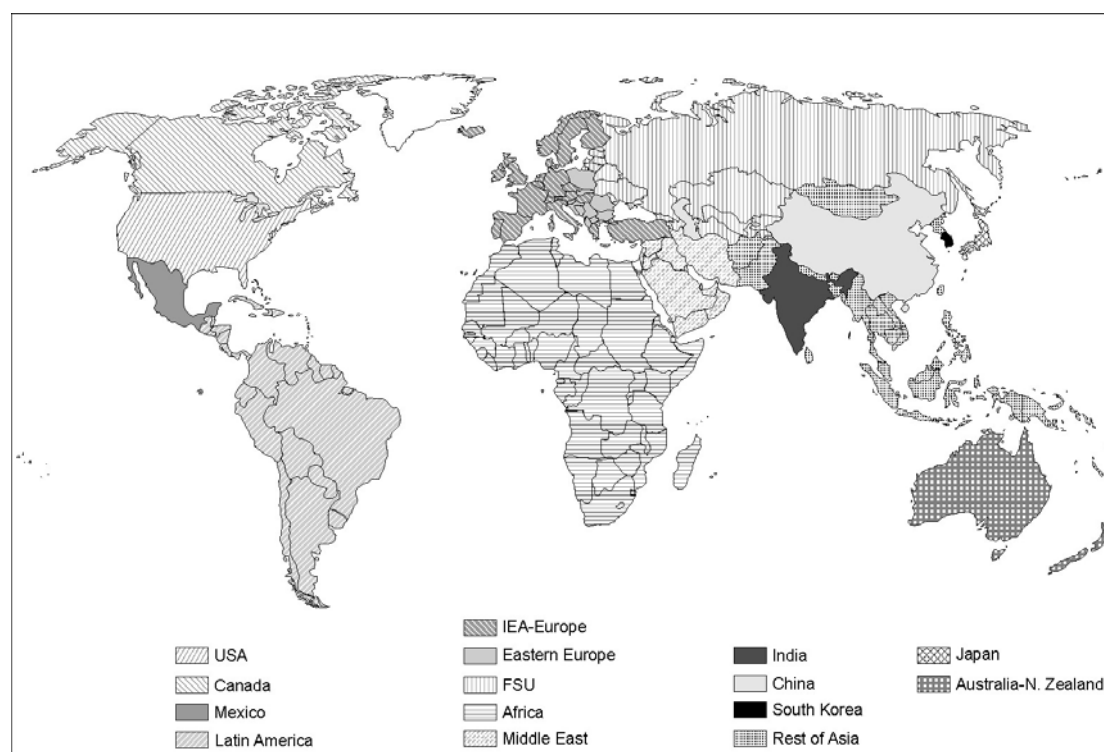 USA
Canada
Mexico
Latin America
IEA-Europe
Eastern Europe
FSU
Africa
Middle East
India
China
South Korea
Rest of Asia
Japan
Australia-N. Zealand